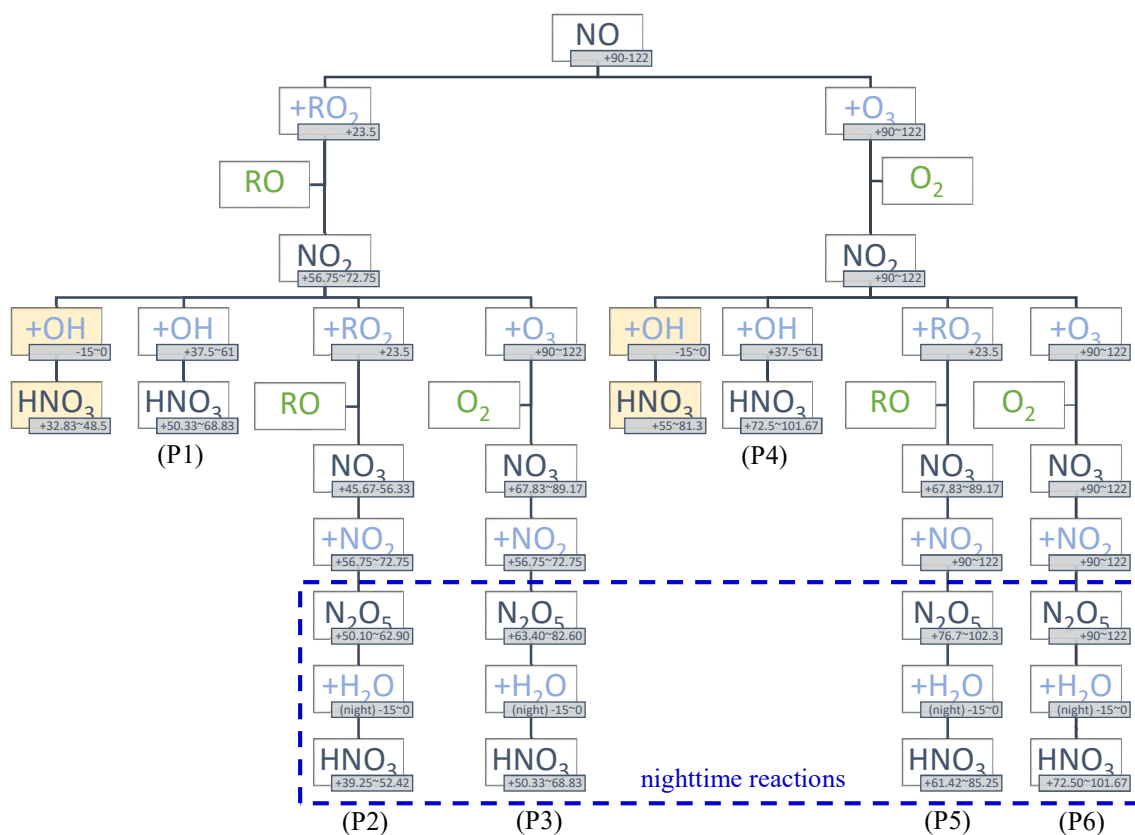 NO
+90-122
+RO₂
+23.5
+O₃
+90~122
RO
O₂
NO₂
+56.75~72.75
NO₂
+90~122
+OH
-15~0
+OH
+37.5~61
+RO₂
+23.5
+O₃
+90~122
+OH
-15~0
+OH
+37.5~61
+RO₂
+23.5
+O₃
+90~122
HNO₃
+32.83~48.5
HNO₃
+50.33~68.83
RO
O₂
HNO₃
+55~81.3
HNO₃
+72.5~101.67
RO
O₂
(P1)
(P4)
NO₃
+45.67-56.33
NO₃
+67.83~89.17
NO₃
+67.83~89.17
NO₃
+90~122
+NO₂
+56.75~72.75
+NO₂
+56.75~72.75
+NO₂
+90~122
+NO₂
+90~122
N₂O₅
+50.10~62.90
N₂O₅
+63.40~82.60
N₂O₅
+76.7~102.3
N₂O₅
+90~122
+H₂O
(night) -15~0
+H₂O
(night) -15~0
+H₂O
(night) -15~0
+H₂O
(night) -15~0
HNO₃
+39.25~52.42
HNO₃
+50.33~68.83
nighttime reactions
HNO₃
+61.42~85.25
HNO₃
+72.50~101.67
(P2)
(P3)
(P5)
(P6)